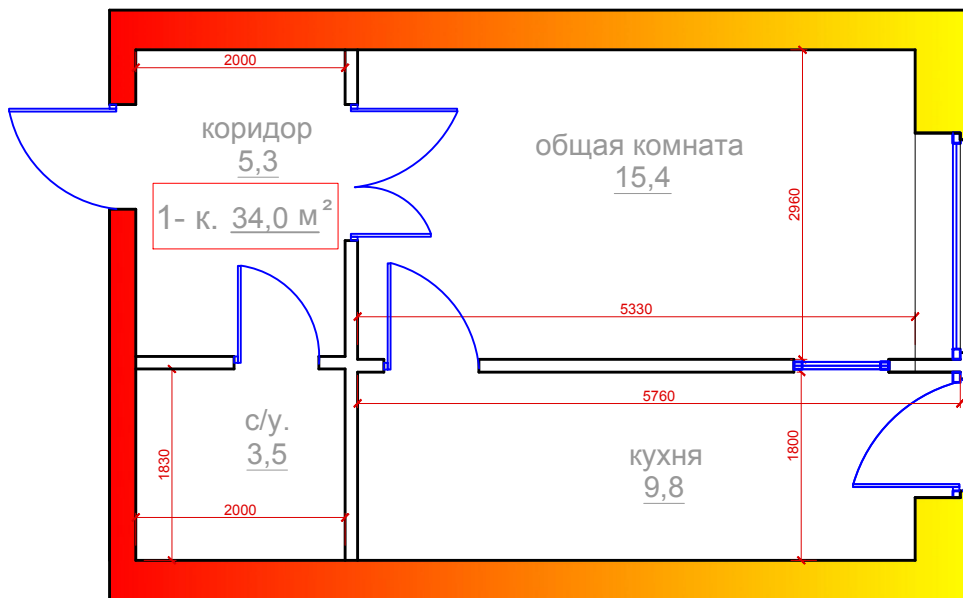 2000
коридор
5,3
1- к. 34,0 м²
общая комната
15,4
2960
5330
5760
с/у.
3,5
1830
2000
кухня
9,8
1800